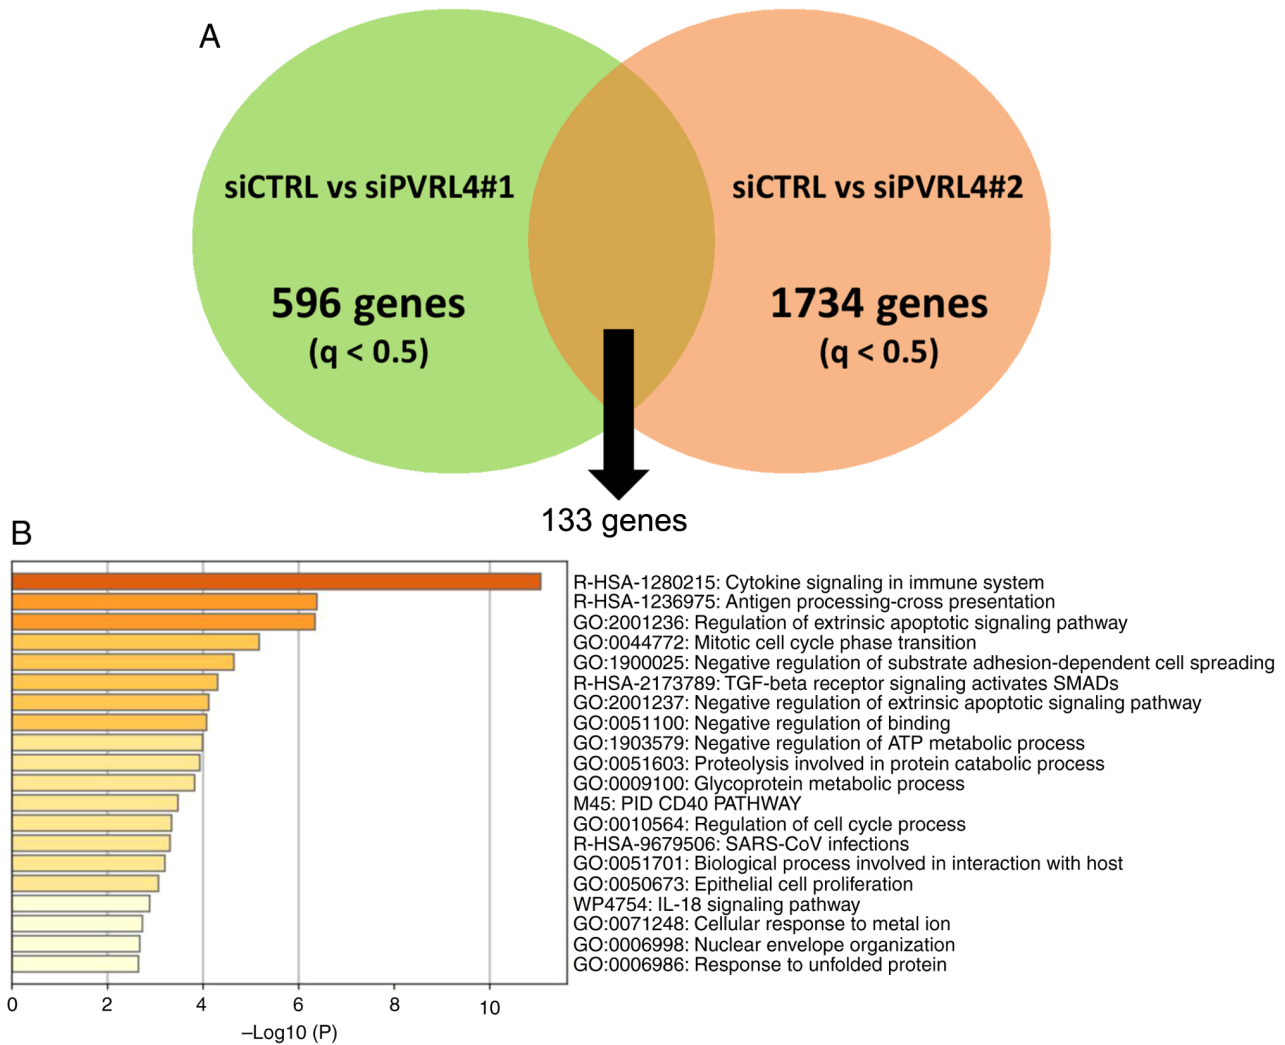 A
siCTRL vs siPVRL4#1
siCTRL vs siPVRL4#2
596 genes
(q < 0.5)
1734 genes
(q < 0.5)
133 genes
B
R-HSA-1280215: Cytokine signaling in immune system
R-HSA-1236975: Antigen processing-cross presentation
GO:2001236: Regulation of extrinsic apoptotic signaling pathway
GO:0044772: Mitotic cell cycle phase transition
GO:1900025: Negative regulation of substrate adhesion-dependent cell spreading
R-HSA-2173789: TGF-beta receptor signaling activates SMADs
GO:2001237: Negative regulation of extrinsic apoptotic signaling pathway
GO:0051100: Negative regulation of binding
GO:1903579: Negative regulation of ATP metabolic process
GO:0051603: Proteolysis involved in protein catabolic process
GO:0009100: Glycoprotein metabolic process
M45: PID CD40 PATHWAY
GO:0010564: Regulation of cell cycle process
R-HSA-9679506: SARS-CoV infections
GO:0051701: Biological process involved in interaction with host
GO:0050673: Epithelial cell proliferation
WP4754: IL-18 signaling pathway
GO:0071248: Cellular response to metal ion
GO:0006998: Nuclear envelope organization
GO:0006986: Response to unfolded protein
0 2 4 6 8 10
–Log10 (P)